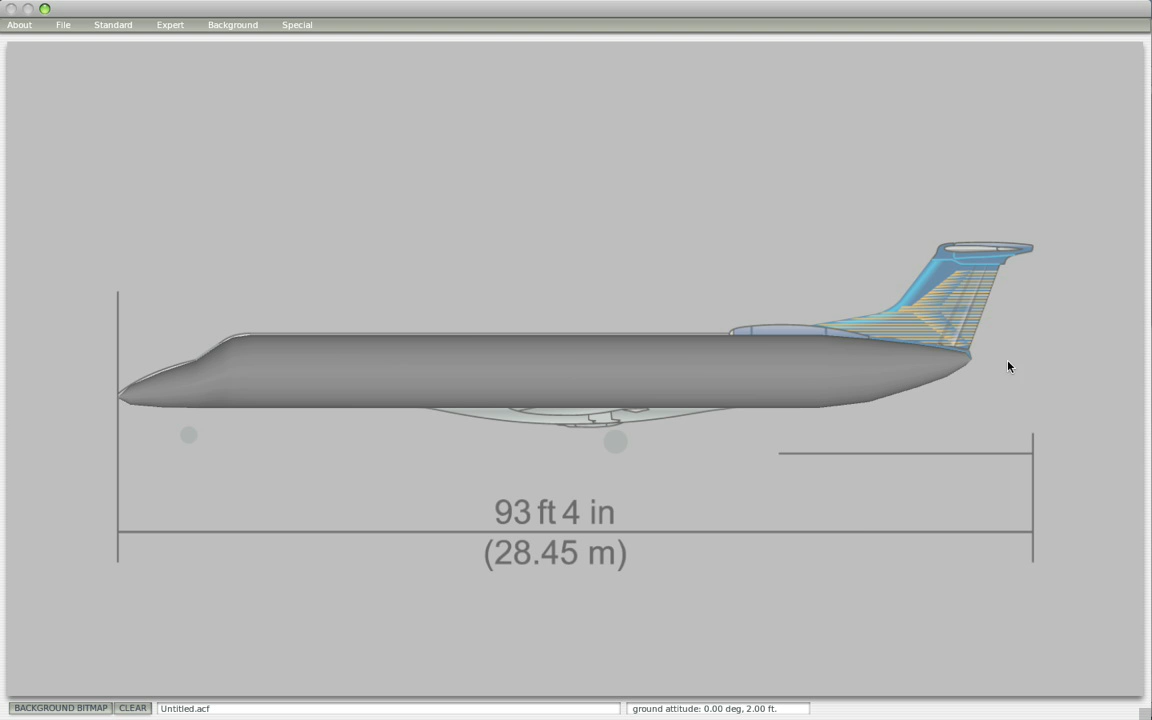 About File Standard Expert Background Special
93 ft 4 in
(28.45 m)
BACKGROUND BITMAP CLEAR Untitled.acf ground attitude: 0.00 deg, 2.00 ft.